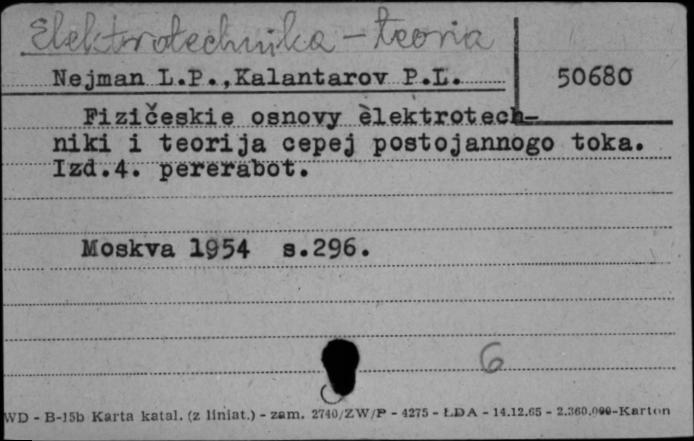 Elektrotechnika - teoria
Nejman L.P.,Kalantarov P.L.
50680
Fizičeskie osnovy èlektrotech-
niki i teorija cepej postojannogo toka.
Izd.4. pererabot.
Moskva 1954 s.296.
6
WD - B-15b Karta katal. (z liniat.) - zam. 2740/ZW/P - 4275 - ŁDA - 14.12.65 - 2.360.000-Karton